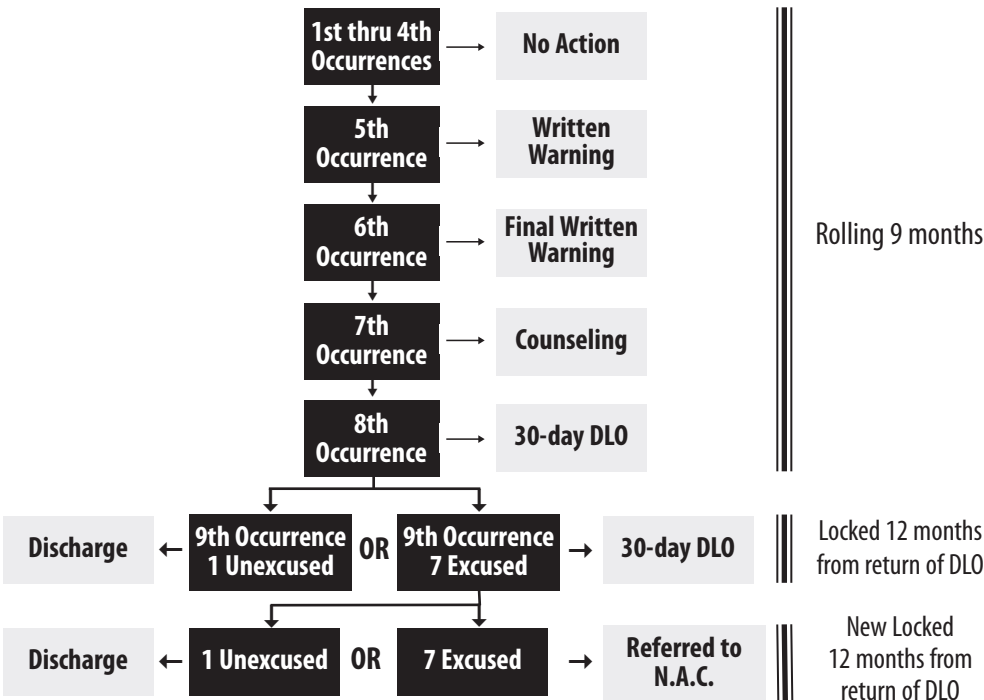 1st thru 4th
Occurrences
No Action
5th
Occurrence
Written
Warning
6th
Occurrence
Final Written
Warning
Rolling 9 months
7th
Occurrence
Counseling
8th
Occurrence
30-day DLO
Discharge
9th Occurrence
1 Unexcused
OR
9th Occurrence
7 Excused
30-day DLO
Locked 12 months
from return of DLO
Discharge
1 Unexcused
OR
7 Excused
Referred to
N.A.C.
New Locked
12 months from
return of DLO